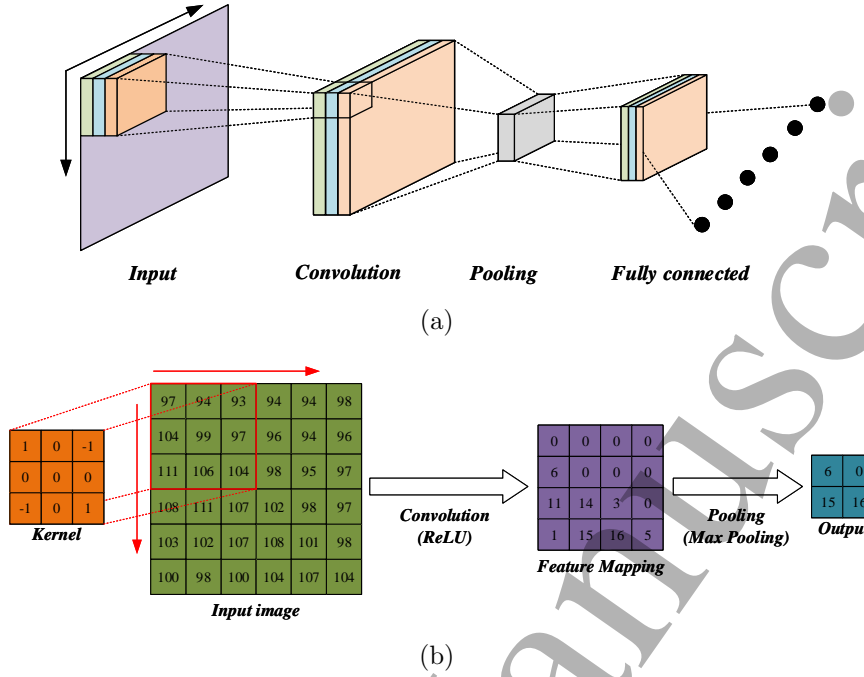 Input
Convolution
Pooling
Fully connected
(a)
97 94 93 94 94 98
104 99 97 96 94 96
111 106 104 98 95 97
108 111 107 102 98 97
103 102 107 108 101 98
100 98 100 104 107 104
Input image
1 0 -1
0 0 0
-1 0 1
Kernel
Convolution
(ReLU)
0 0 0 0
6 0 0 0
11 14 3 0
1 15 16 5
Feature Mapping
Pooling
(Max Pooling)
6 0
15 16
Output
(b)
anuscr